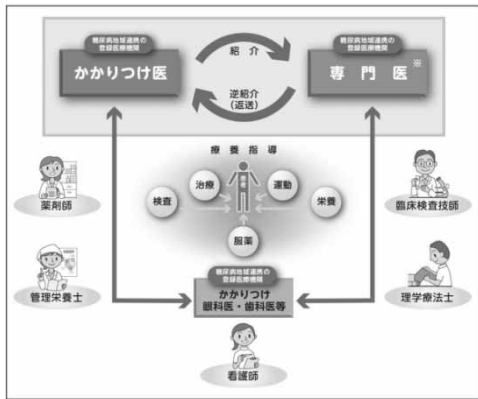 糖尿病地域連携の
登録医療機関
かかりつけ医
紹介
逆紹介
(返送)
糖尿病地域連携の
登録医療機関
専門医※
療養指導
検査
治療
患者
運動
栄養
服薬
薬剤師
管理栄養士
臨床検査技師
理学療法士
糖尿病地域連携の
登録医療機関
かかりつけ
眼科医・歯科医等
看護師